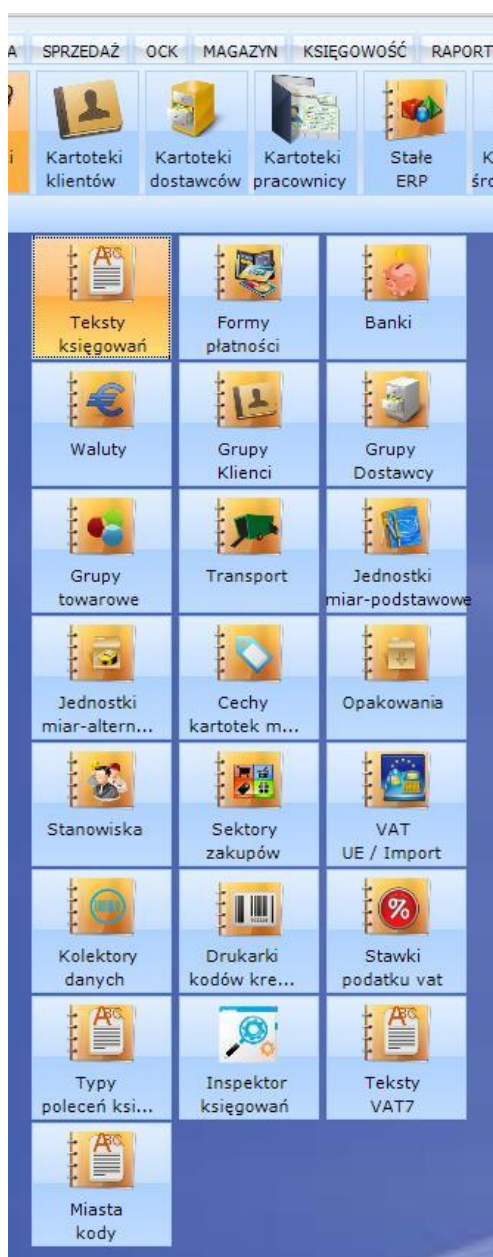 A SPRZEDAŻ OCK MAGAZYN KSIĘGOWOŚĆ RAPORT
i Kartoteki Kartoteki Kartoteki Stałe K
klientów dostawców pracownicy ERP śro
Teksty Formy Banki
księgowań płatności
Waluty Grupy Grupy
Klienci Dostawcy
Grupy Transport Jednostki
towarowe miar-podstawowe
Jednostki Cechy Opakowania
miar-altern... kartotek m...
Stanowiska Sektory VAT
zakupów UE / Import
Kolektory Drukarki Stawki
danych kodów kre... podatku vat
Typy Inspektor Teksty
poleceń ksi... księgowań VAT7
Miasta
kody